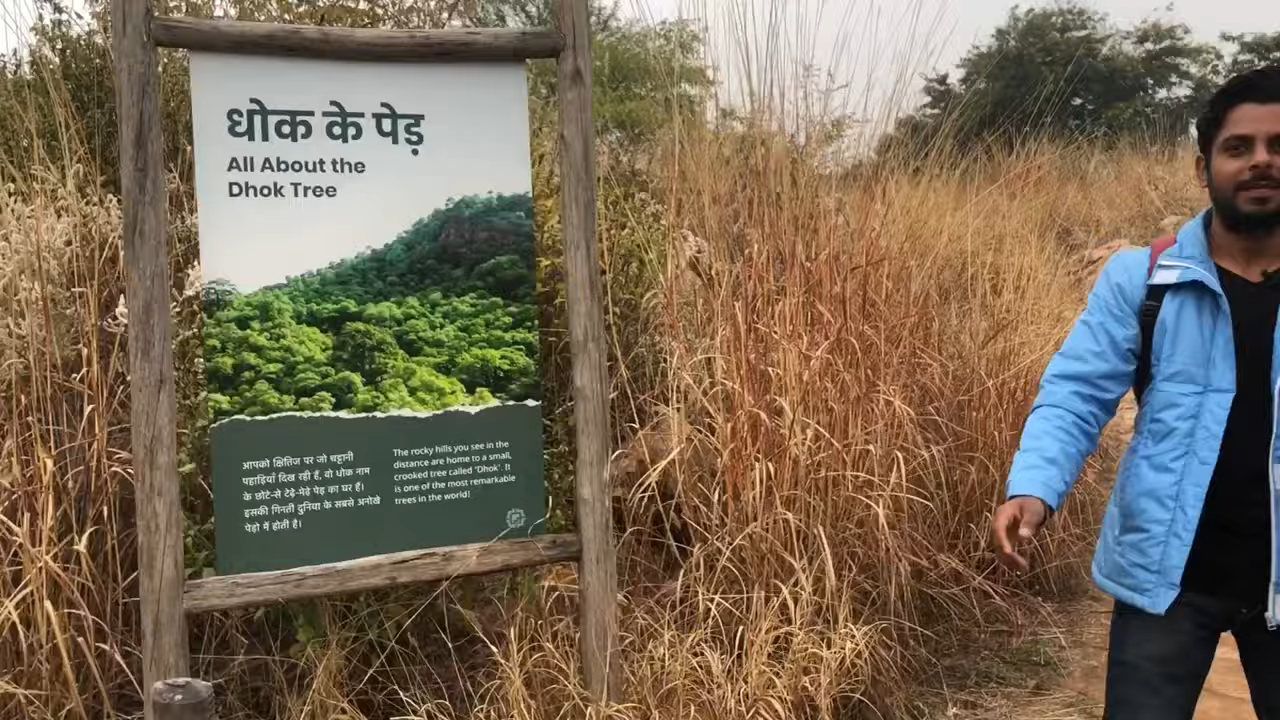 धोक के पेड़
All About the
Dhok Tree
आपको क्षितिज पर जो चट्टानी
पहाड़ियाँ दिख रही हैं, वो धोक नाम
के छोटे-से टेढ़े-मेढ़े पेड़ का घर हैं।
इसकी गिनती दुनिया के सबसे अनोखे
पेड़ो में होती है।
The rocky hills you see in the
distance are home to a small,
crooked tree called 'Dhok'. It
is one of the most remarkable
trees in the world!